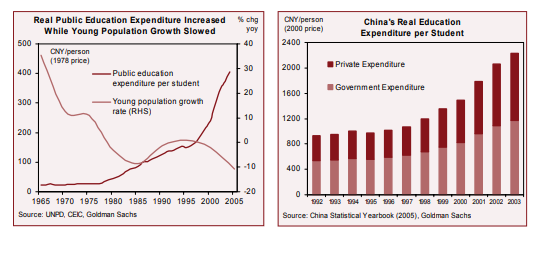 Real Public Education Expenditure Increased
While Young Population Growth Slowed
% chg
yoy
CNY/person
(1978 price)
500
400
300
200
100
0
40
30
20
10
0
-10
-20
Public education
expenditure per student
Young population growth
rate (RHS)
1965 1970 1975 1980 1985 1990 1995 2000 2005
Source: UNPD, CEIC, Goldman Sachs
China's Real Education
Expenditure per Student
CNY/person
(2000 price)
2400
2000
1600
1200
800
400
0
Private Expenditure
Government Expenditure
1992 1993 1994 1995 1996 1997 1998 1999 2000 2001 2002 2003
Source: China Statistical Yearbook (2005), Goldman Sachs